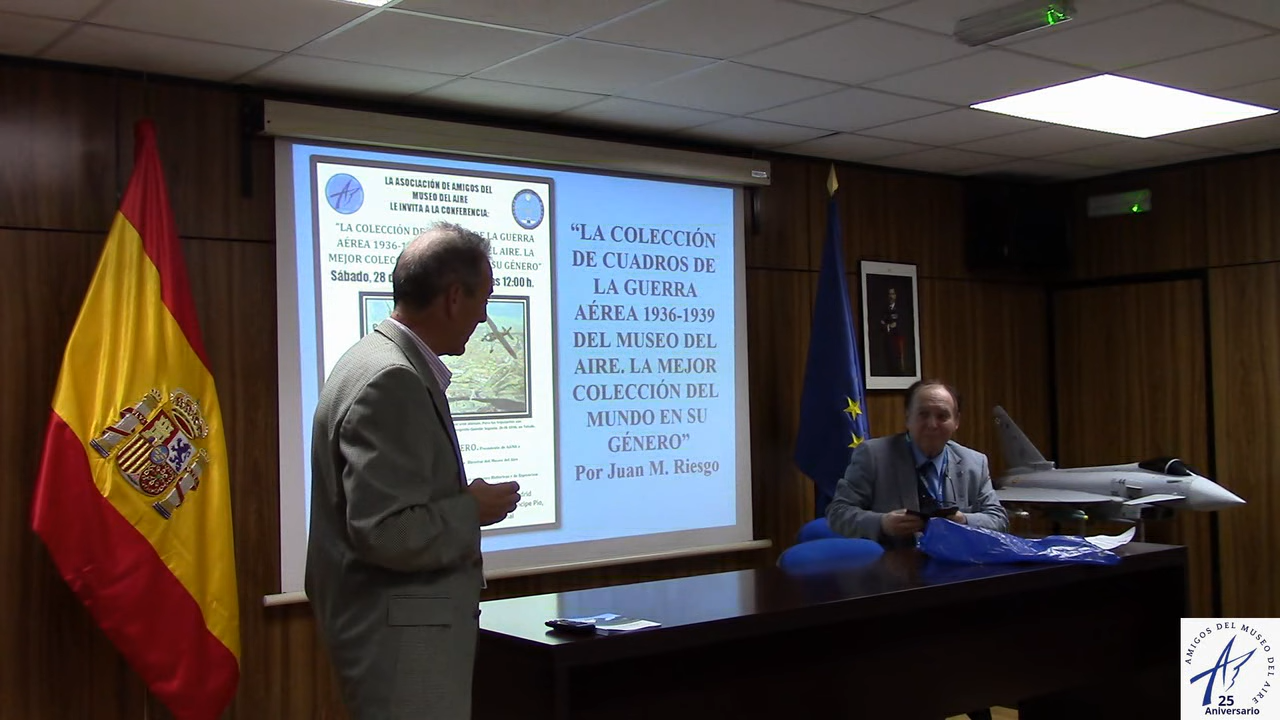 LA ASOCIACIÓN DE AMIGOS DEL
MUSEO DEL AIRE
LE INVITA A LA CONFERENCIA:
"LA COLECCIÓN DE LA GUERRA
AÉREA 1936-1 EL AIRE. LA
MEJOR COLEC SU GÉNERO"
Sábado, 28 d as 12:00 h.
"LA COLECCIÓN
DE CUADROS DE
LA GUERRA
AÉREA 1936-1939
DEL MUSEO DEL
AIRE. LA MEJOR
COLECCIÓN DEL
MUNDO EN SU
GÉNERO"
Por Juan M. Riesgo
AMIGOS DEL MUSEO DEL AIRE
25
Aniversario